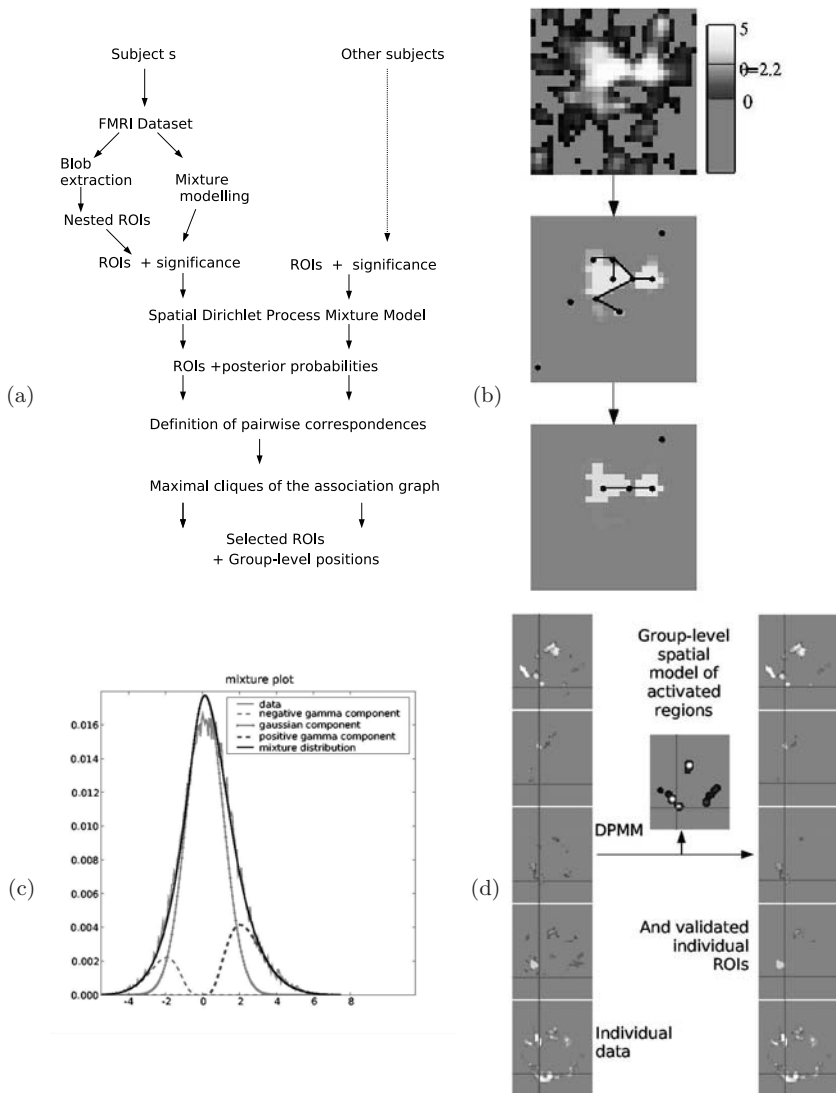 Subject s
Other subjects
FMRI Dataset
Blob
extraction
Mixture
modelling
Nested ROIs
ROIs + significance
ROIs + significance
Spatial Dirichlet Process Mixture Model
ROIs +posterior probabilities
Definition of pairwise correspondences
Maximal cliques of the association graph
Selected ROIs
+ Group-level positions
(a)
5
θ=2.2
0
(b)
mixture plot
data
negative gamma component
gaussian component
positive gamma component
mixture distribution
0.016
0.014
0.012
0.010
0.008
0.006
0.004
0.002
0.000
-4 -2 0 2 4 6 8
(c)
Group-level
spatial
model of
activated
regions
DPMM
And validated
individual
ROIs
Individual
data
(d)